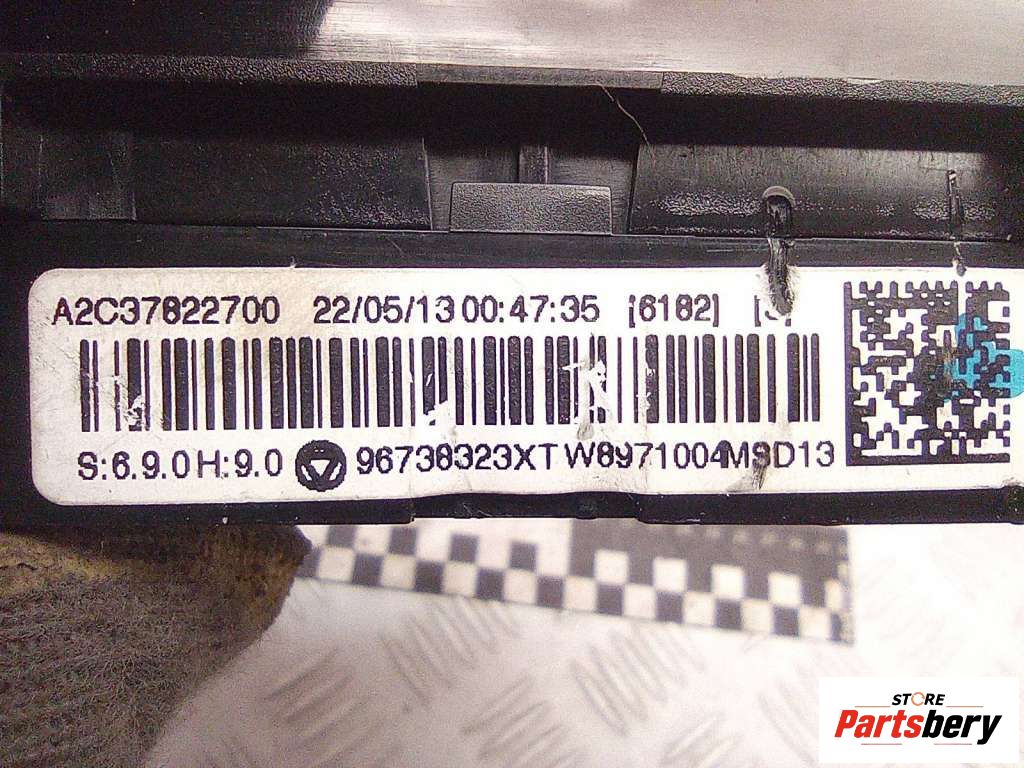 A2C37822700 22/05/13 00:47:35 [6182]
S:6.9.0 H:9.0 96738323XT W8971004MSD13
STORE
Partsbery